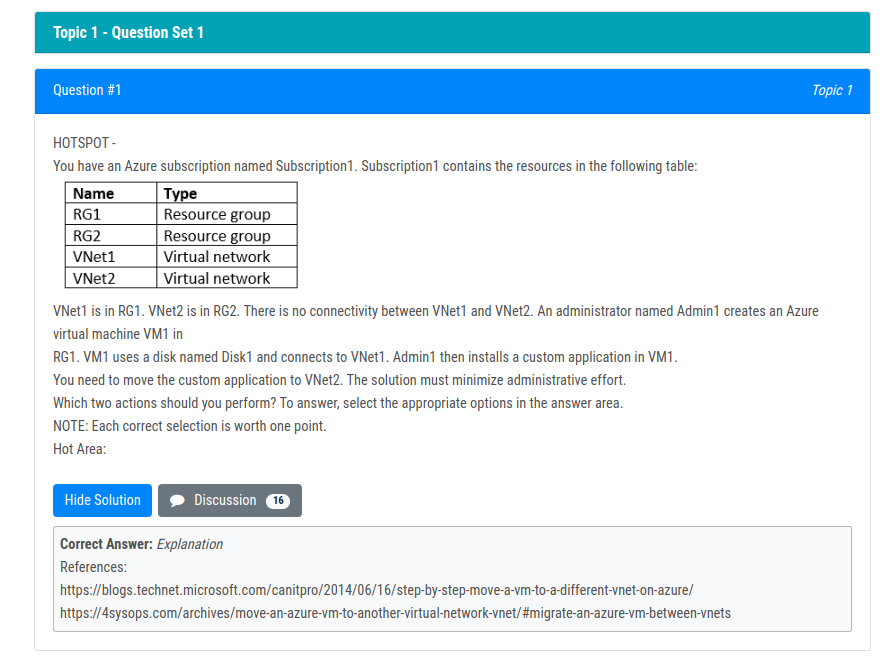 Topic 1 - Question Set 1
Question #1 Topic 1
HOTSPOT -
You have an Azure subscription named Subscription1. Subscription1 contains the resources in the following table:
Name Type
RG1 Resource group
RG2 Resource group
VNet1 Virtual network
VNet2 Virtual network
VNet1 is in RG1. VNet2 is in RG2. There is no connectivity between VNet1 and VNet2. An administrator named Admin1 creates an Azure
virtual machine VM1 in
RG1. VM1 uses a disk named Disk1 and connects to VNet1. Admin1 then installs a custom application in VM1.
You need to move the custom application to VNet2. The solution must minimize administrative effort.
Which two actions should you perform? To answer, select the appropriate options in the answer area.
NOTE: Each correct selection is worth one point.
Hot Area:
Hide Solution Discussion 16
Correct Answer: Explanation
References:
https://blogs.technet.microsoft.com/canitpro/2014/06/16/step-by-step-move-a-vm-to-a-different-vnet-on-azure/
https://4sysops.com/archives/move-an-azure-vm-to-another-virtual-network-vnet/#migrate-an-azure-vm-between-vnets